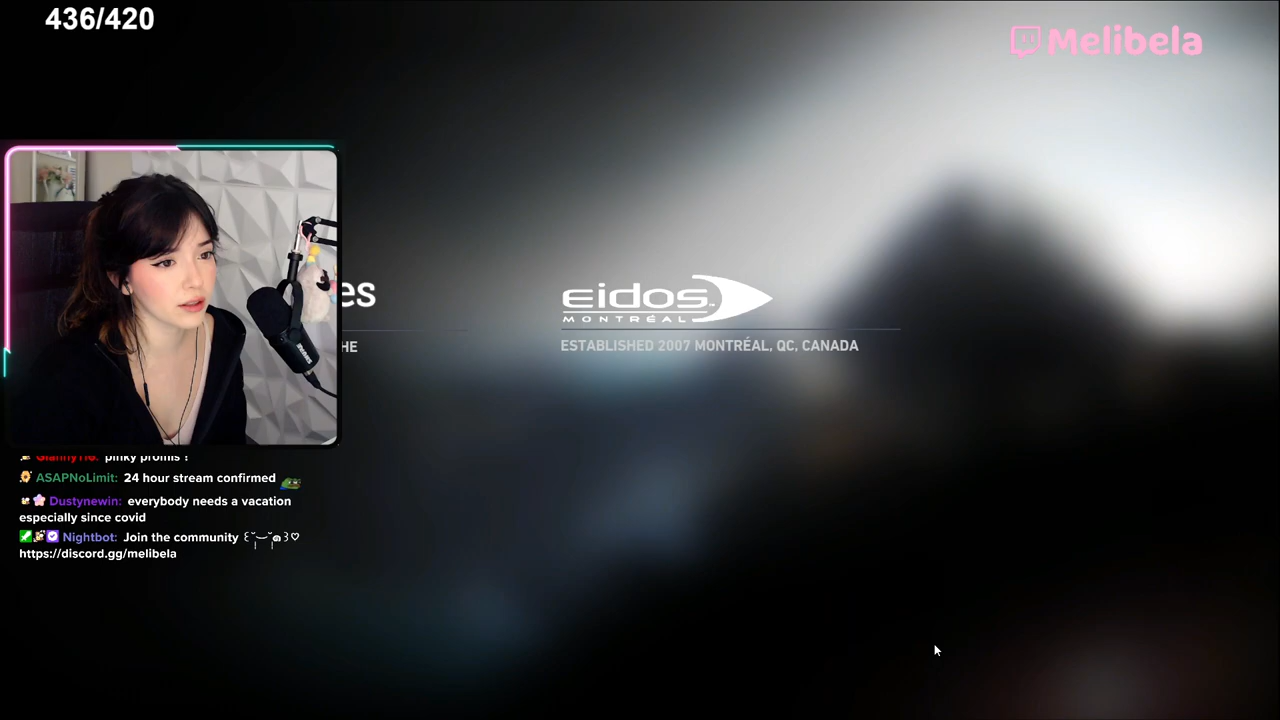 436/420
Melibela
es
HE
eidos
MONTRÉAL
ESTABLISHED 2007 MONTRÉAL, QC, CANADA
pinky promis !
ASAPNoLimit: 24 hour stream confirmed
Dustynewin: everybody needs a vacation
especially since covid
Nightbot: Join the community
https://discord.gg/melibela